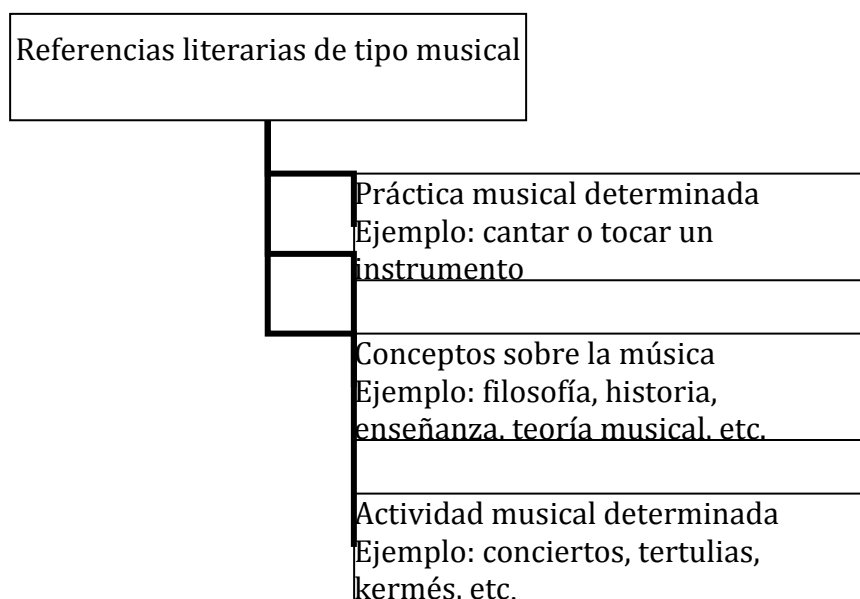 Referencias literarias de tipo musical
Práctica musical determinada
Ejemplo: cantar o tocar un
instrumento
Conceptos sobre la música
Ejemplo: filosofía, historia,
enseñanza, teoría musical, etc.
Actividad musical determinada
Ejemplo: conciertos, tertulias,
kermés, etc.